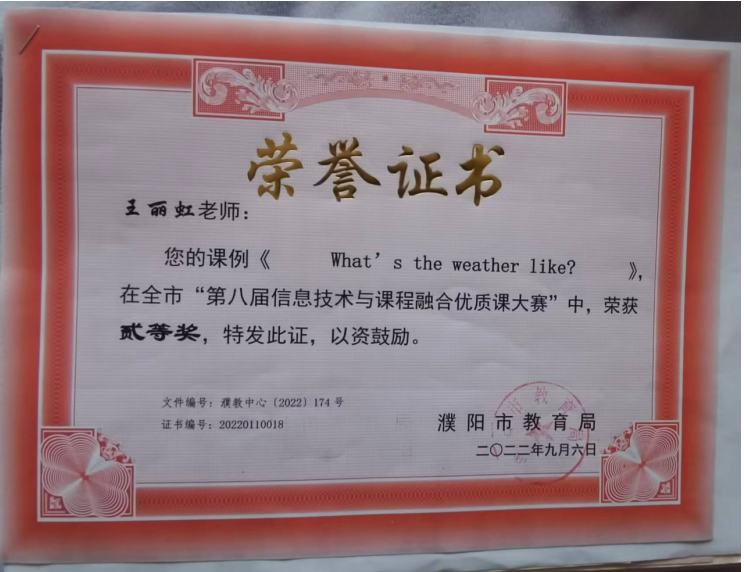 荣誉证书
王丽虹老师：
您的课例《 What's the weather like? 》，
在全市“第八届信息技术与课程融合优质课大赛”中，荣获
贰等奖，特发此证，以资鼓励。
文件编号：濮教中心〔2022〕174号
证书编号：20220110018
濮阳市教育局
二〇二二年九月六日
市教育局